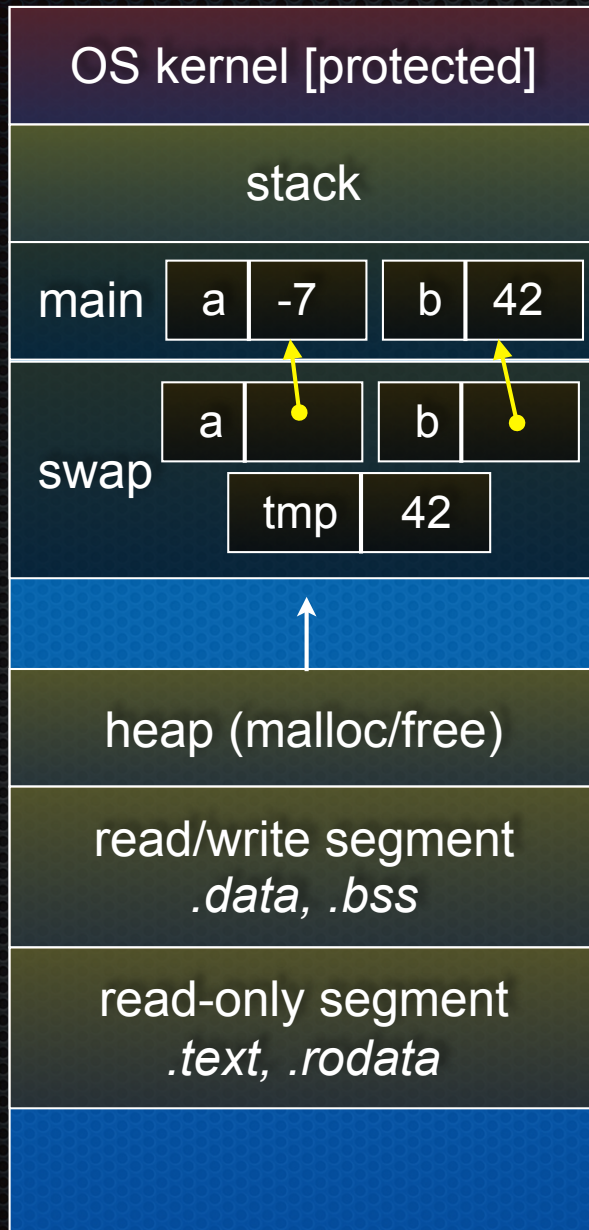 OS kernel [protected]
stack
main a -7 b 42
a b
swap
tmp 42
heap (malloc/free)
read/write segment
.data, .bss
read-only segment
.text, .rodata